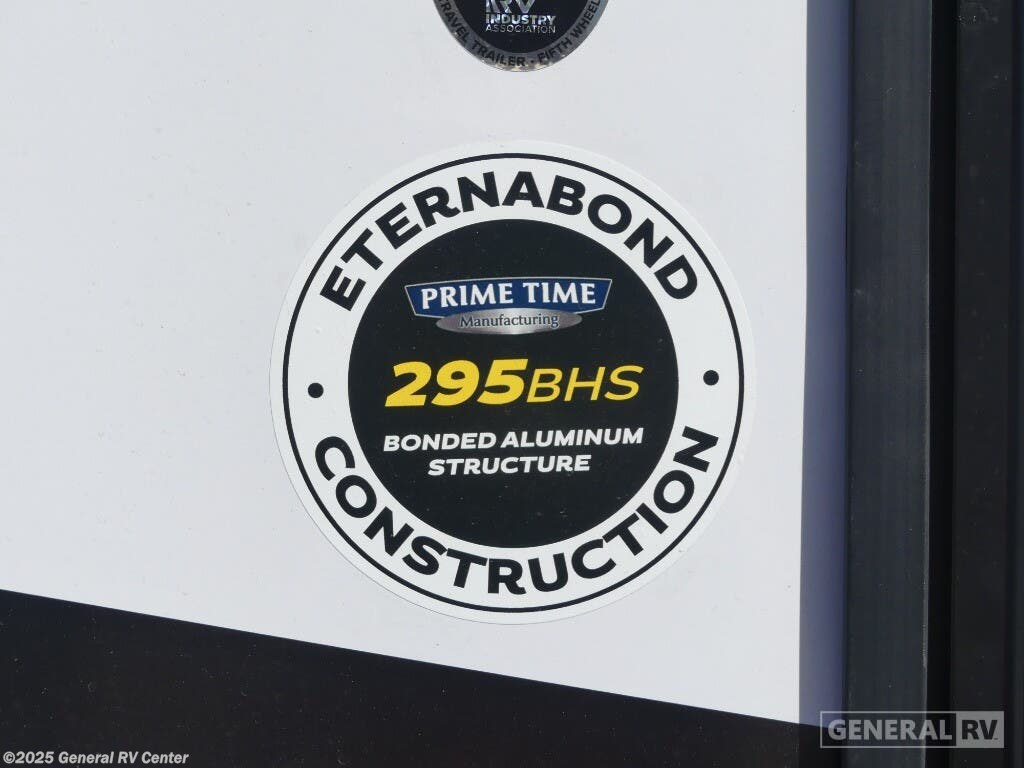 RV
INDUSTRY
ASSOCIATION
TRAVEL TRAILER - FIFTH WHEEL
ETERNABOND
PRIME TIME
Manufacturing
295BHS
BONDED ALUMINUM
STRUCTURE
CONSTRUCTION
GENERAL RV
©2025 General RV Center